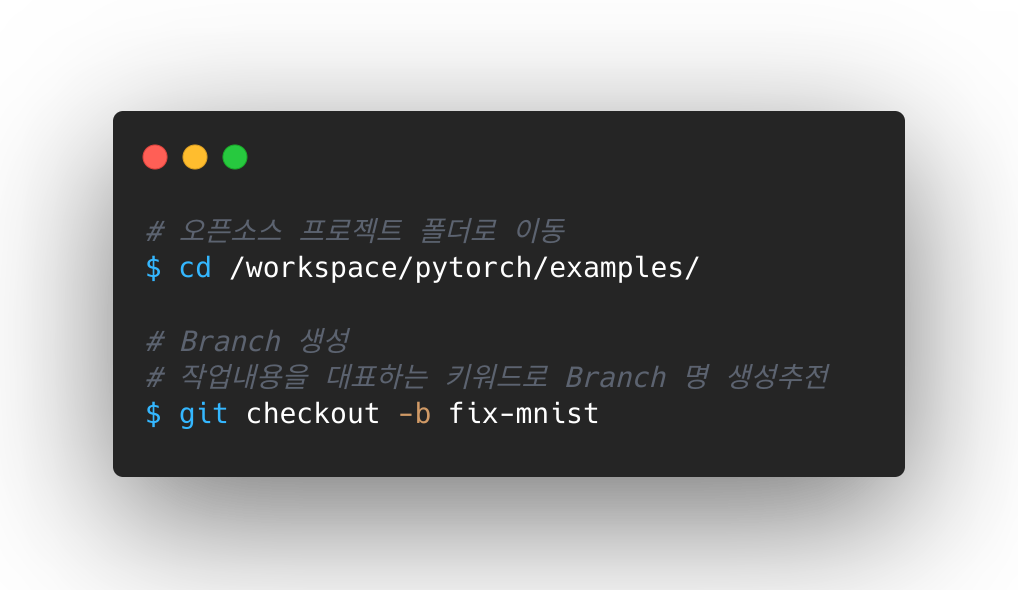 # 오픈소스 프로젝트 폴더로 이동
$ cd /workspace/pytorch/examples/
# Branch 생성
# 작업내용을 대표하는 키워드로 Branch 명 생성추전
$ git checkout -b fix-mnist